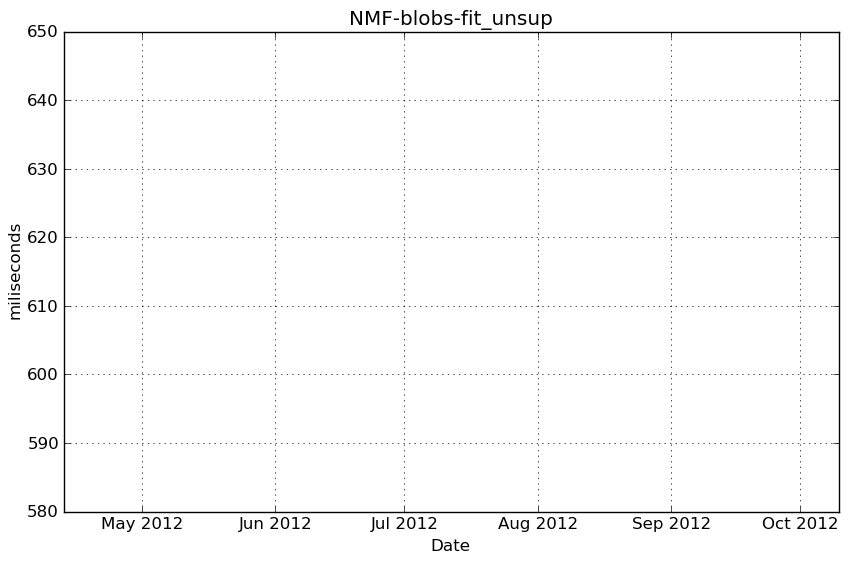 NMF-blobs-fit_unsup
650
640
630
620
610
600
590
580
miliseconds
May 2012
Jun 2012
Jul 2012
Aug 2012
Sep 2012
Oct 2012
Date